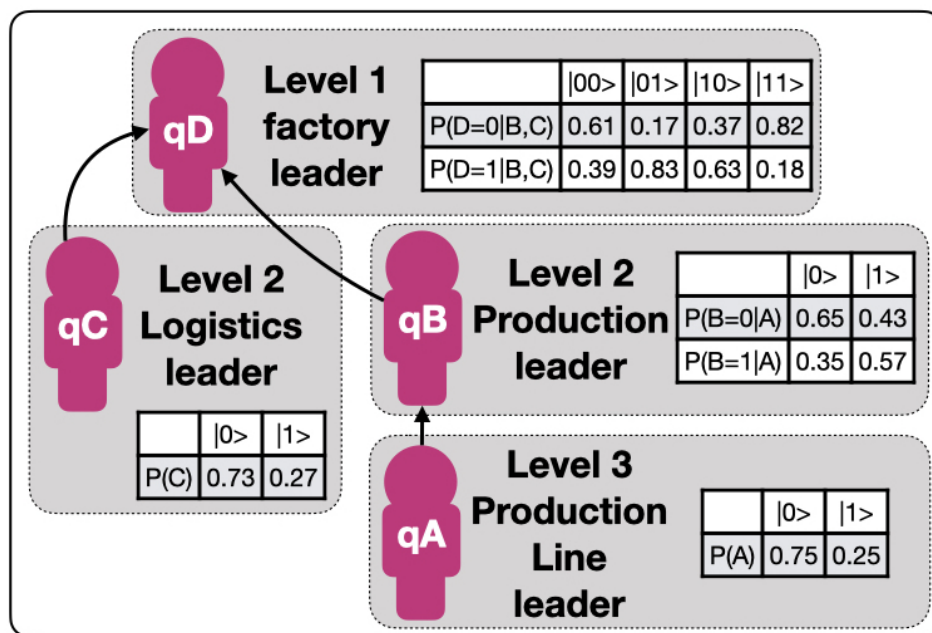 qD
Level 1
factory
leader
|00> |01> |10> |11>
P(D=0|B,C) 0.61 0.17 0.37 0.82
P(D=1|B,C) 0.39 0.83 0.63 0.18
qC
Level 2
Logistics
leader
|0> |1>
P(C) 0.73 0.27
qB
Level 2
Production
leader
|0> |1>
P(B=0|A) 0.65 0.43
P(B=1|A) 0.35 0.57
qA
Level 3
Production
Line
leader
|0> |1>
P(A) 0.75 0.25